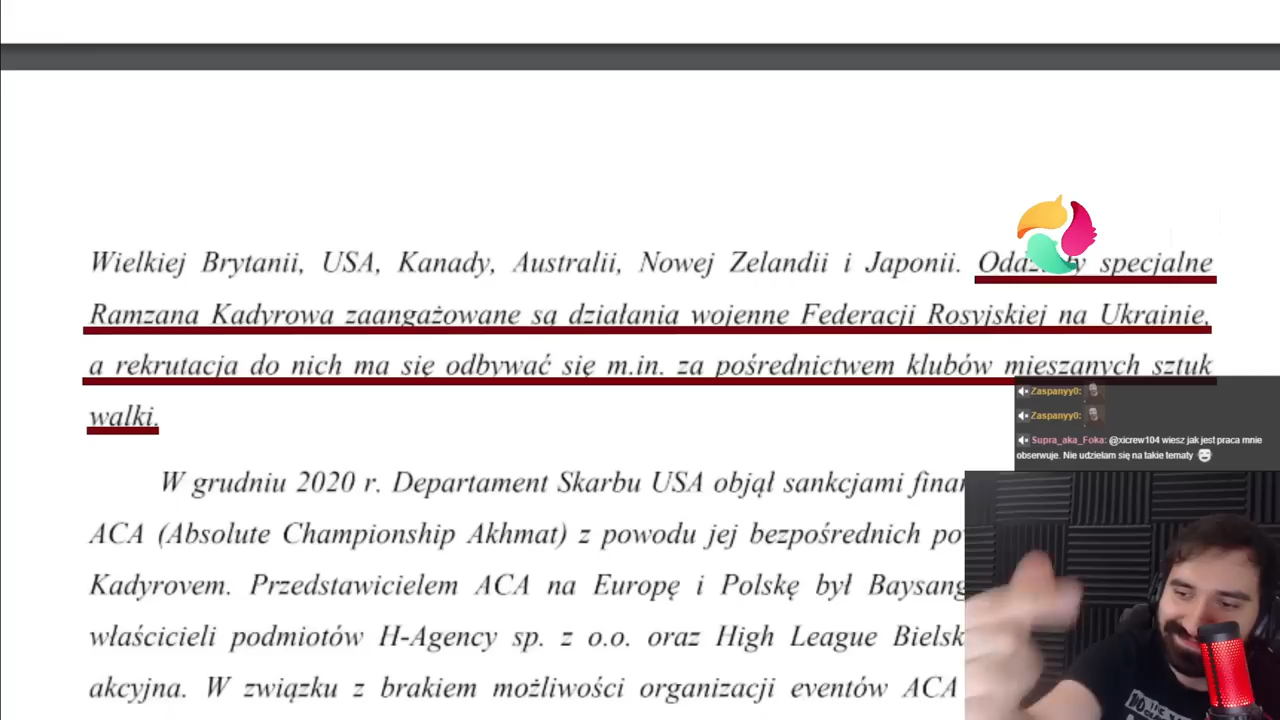 Wielkiej Brytanii, USA, Kanady, Australii, Nowej Zelandii i Japonii. Oddziały specjalne
Ramzana Kadyrowa zaangażowane są działania wojenne Federacji Rosyjskiej na Ukrainie,
a rekrutacja do nich ma się odbywać się m.in. za pośrednictwem klubów mieszanych sztuk
walki.
W grudniu 2020 r. Departament Skarbu USA objął sankcjami
ACA (Absolute Championship Akhmat) z powodu jej bezpośrednich
Kadyrovem. Przedstawicielem ACA na Europę i Polskę był Baysang
właścicieli podmiotów H-Agency sp. z o.o. oraz High League Bielsk
akcyjna. W związku z brakiem możliwości organizacji eventów ACA
Zaspanyy0:
Zaspanyy0:
Supra_aka_Foka: @xicrew104 wiesz jak jest praca mnie
obserwuje. Nie udzielam się na takie tematy